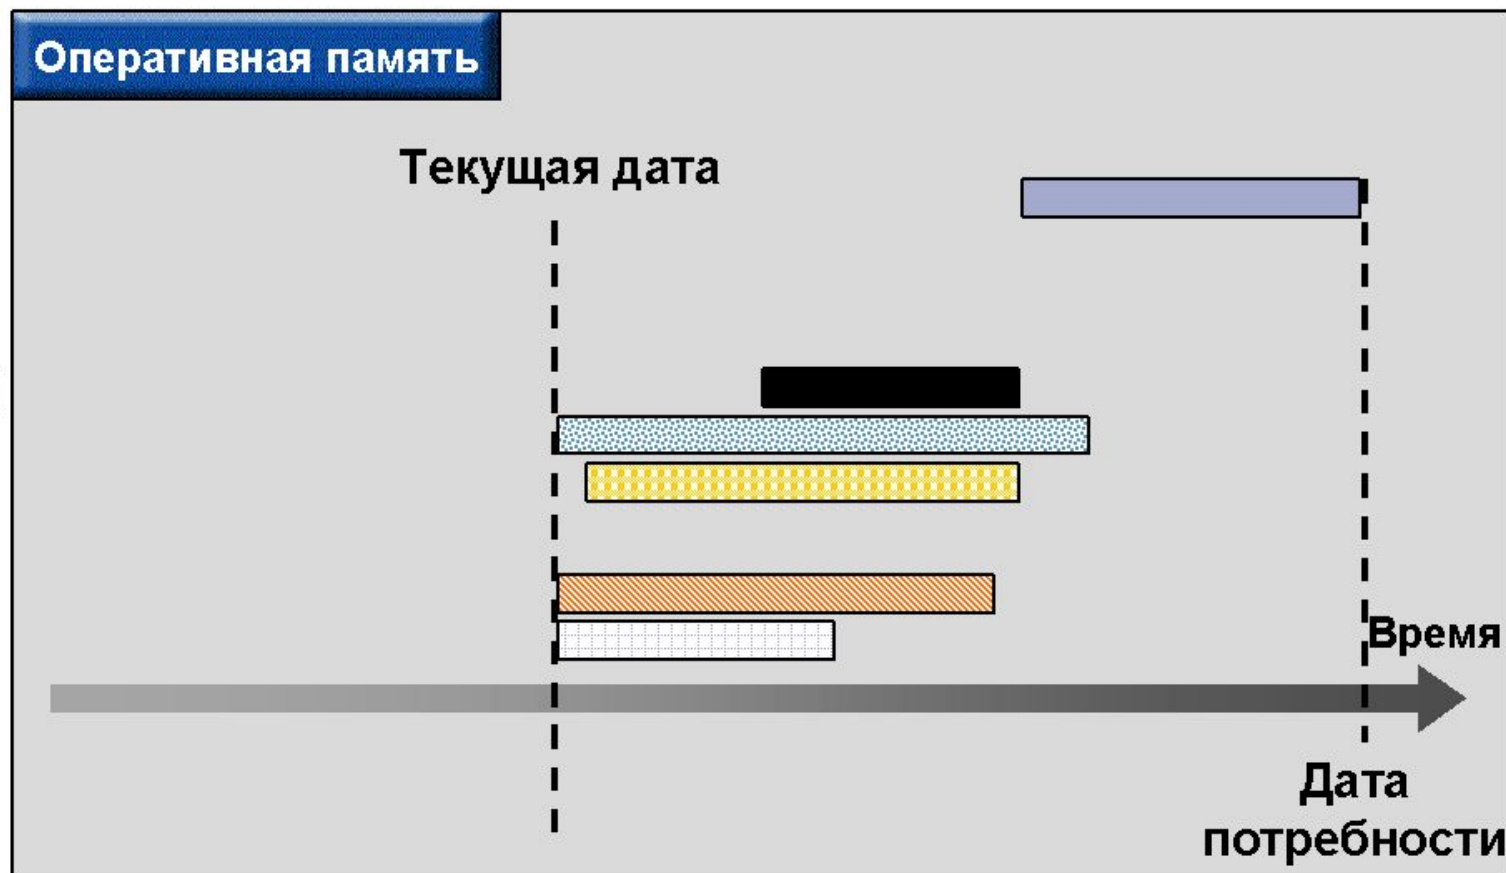 Оперативная память
Текущая дата
Время
Дата
потребности